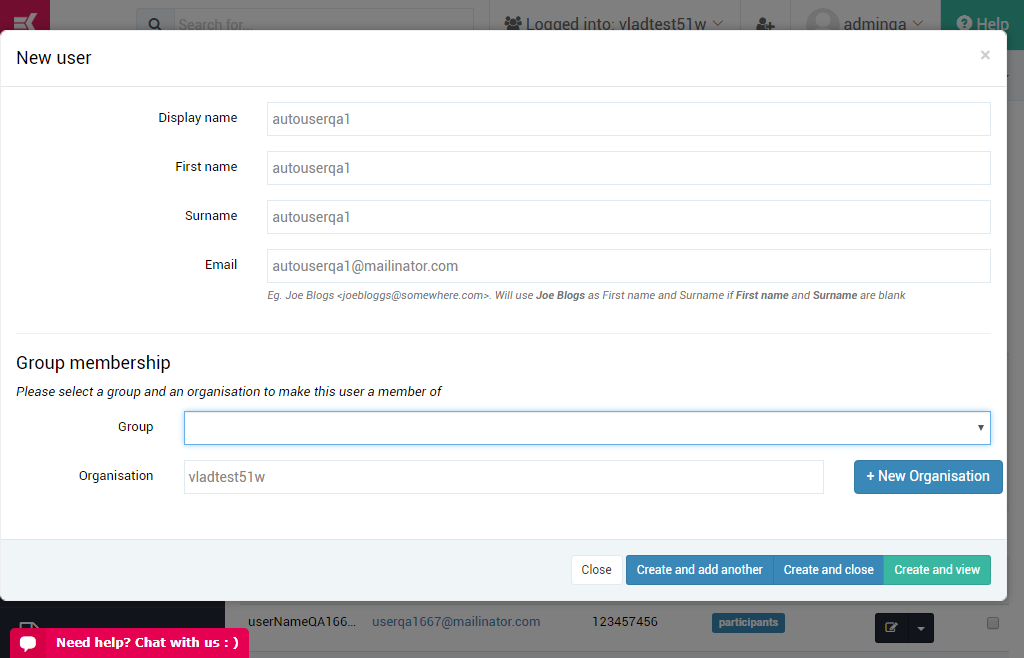 Search for...
Logged into: vladtest51w
adminqa
Help
New user
×
Display name
autouserqa1
First name
autouserqa1
Surname
autouserqa1
Email
autouserqa1@mailinator.com
Eg. Joe Blogs <joebloggs@somewhere.com>. Will use Joe Blogs as First name and Surname if First name and Surname are blank
Group membership
Please select a group and an organisation to make this user a member of
Group
Organisation
vladtest51w
+ New Organisation
Close
Create and add another
Create and close
Create and view
userNameQA166...
userqa1667@mailinator.com
123457456
participants
Need help? Chat with us : )